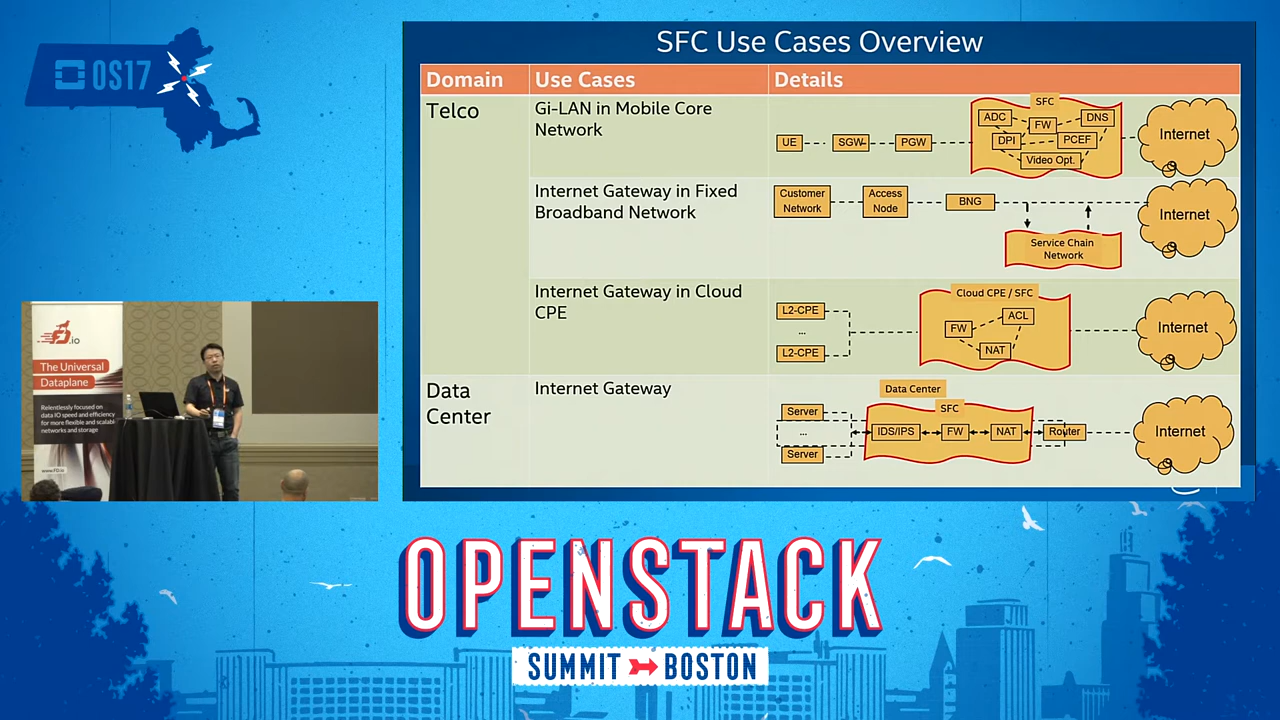 OS17
SFC Use Cases Overview
Domain
Use Cases
Details
Telco
Gi-LAN in Mobile Core
Network
UE
SGW
PGW
SFC
ADC
FW
DNS
DPI
PCEF
Video Opt.
Internet
Internet Gateway in Fixed
Broadband Network
Customer
Network
Access
Node
BNG
Service Chain
Network
Internet
Internet Gateway in Cloud
CPE
L2-CPE
...
L2-CPE
Cloud CPE / SFC
FW
ACL
NAT
Internet
Data
Center
Internet Gateway
Data Center
Server
...
Server
SFC
IDS/IPS
FW
NAT
Router
Internet
FD.io
The Universal
Dataplane
Relentlessly focused on
data IO speed and efficiency
for more flexible and scalable
networks and storage
www.FD.io
OPENSTACK
SUMMIT BOSTON